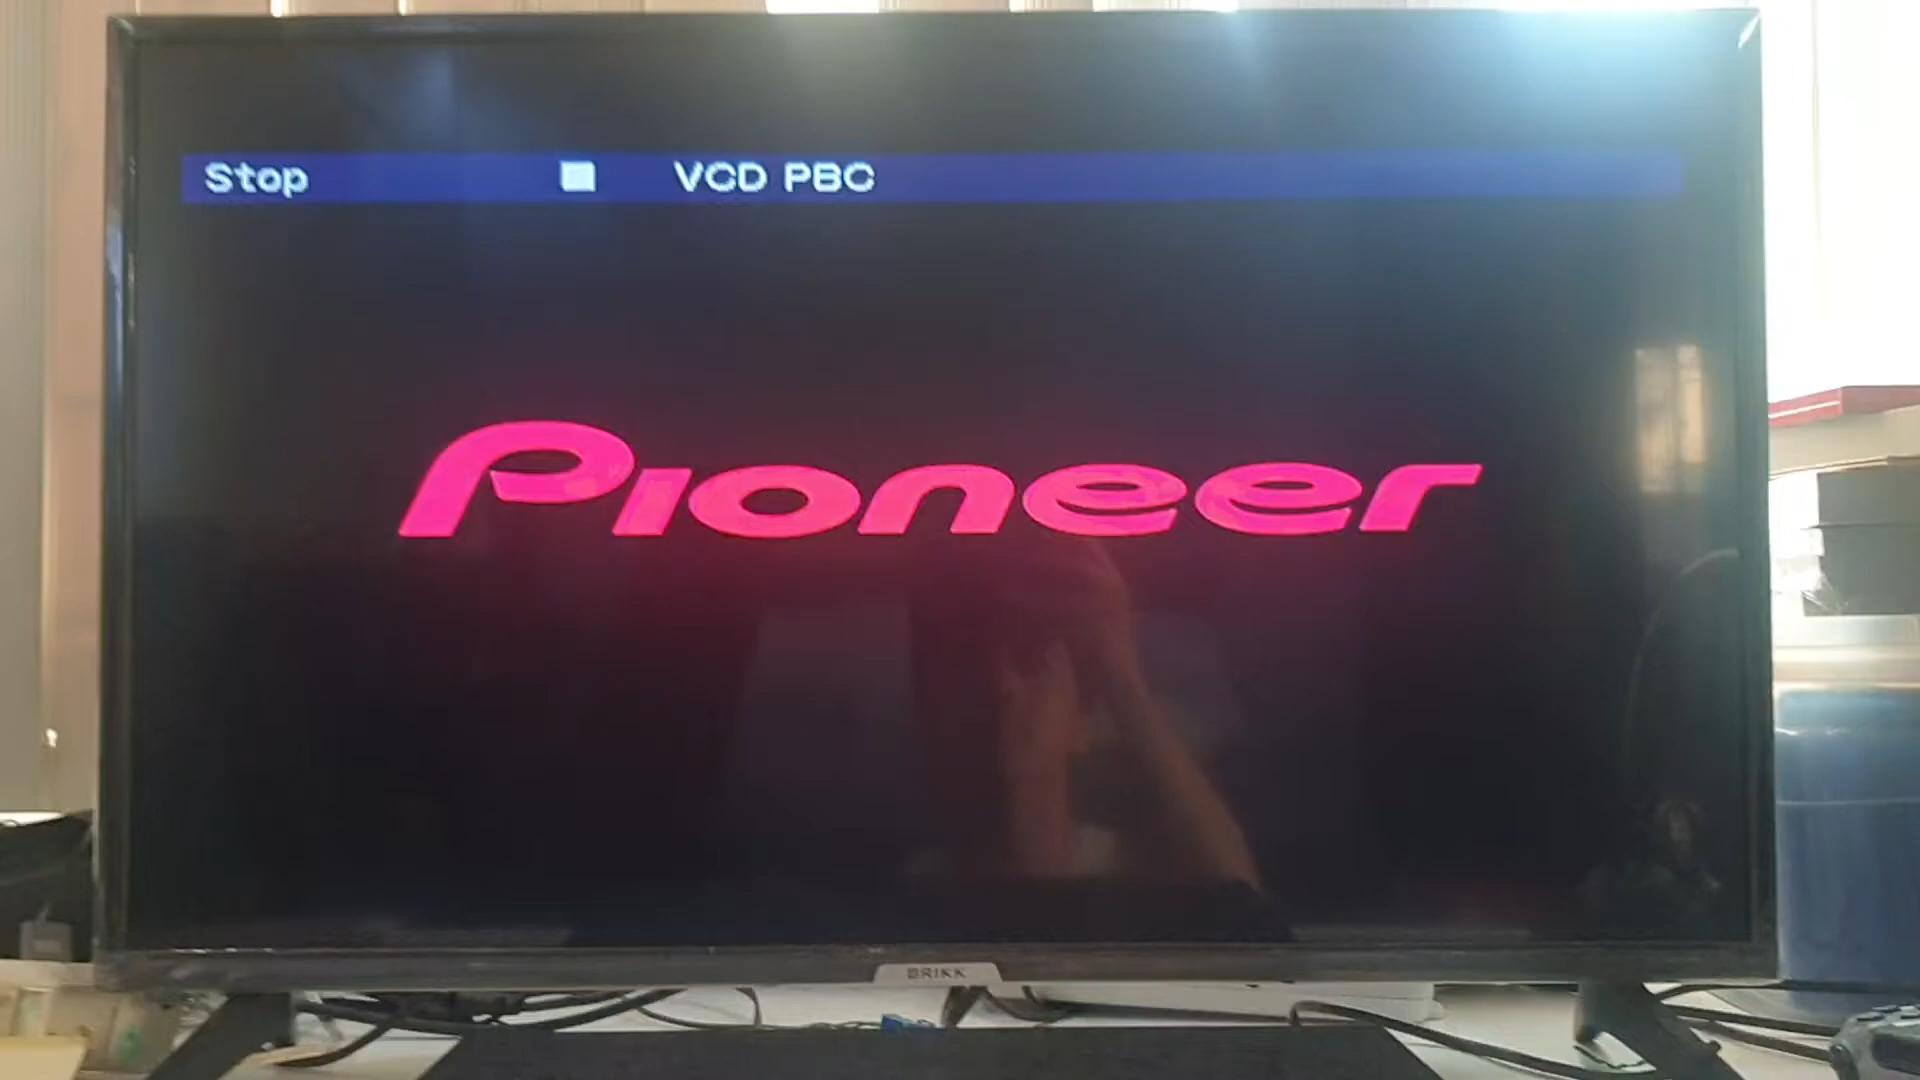 Stop ■ VCD PBC
Pioneer
BRIKK